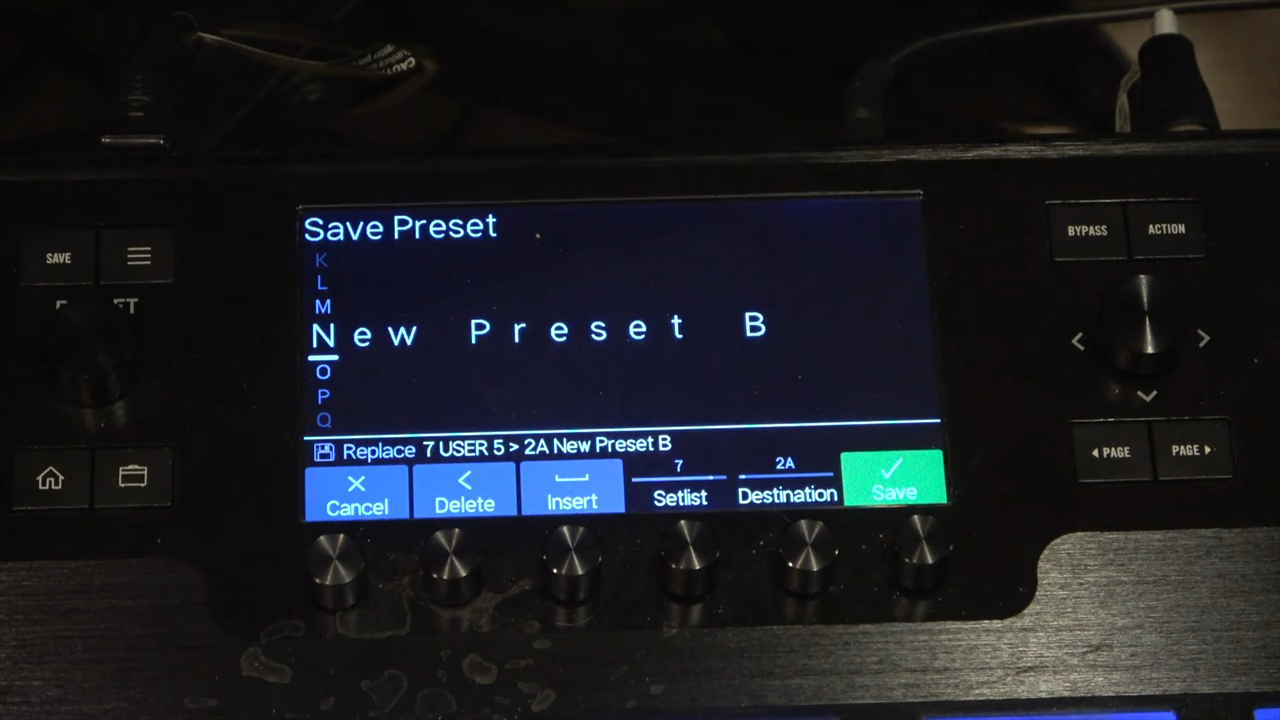 CAUTION
SAVE
BYPASS
ACTION
Save Preset
K
L
M
New Preset B
O
P
Q
Replace 7 USER 5 > 2A New Preset B
7
2A
Cancel
Delete
Insert
Setlist
Destination
Save
PAGE
PAGE